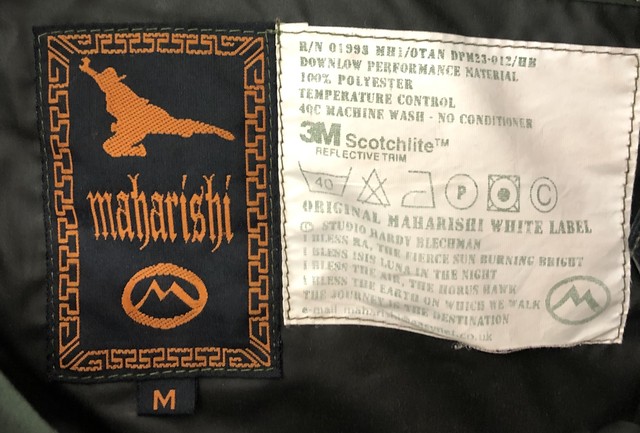 maharishi
M
R/N 01998 MH1/OTAN DPM23-012/HB
DOWNLOW PERFORMANCE MATERIAL
100% POLYESTER
TEMPERATURE CONTROL
40C MACHINE WASH - NO CONDITIONER
3M Scotchlite™
REFLECTIVE TRIM
40 P C
ORIGINAL MAHARISHI WHITE LABEL
© STUDIO HARDY BLECHMAN
I BLESS RA, THE FIERCE SUN BURNING BRIGHT
I BLESS ISIS LUNA IN THE NIGHT
I BLESS THE AIR, THE HORUS HAWK
I BLESS THE EARTH ON WHICH WE WALK
THE JOURNEY IS THE DESTINATION
e-mail